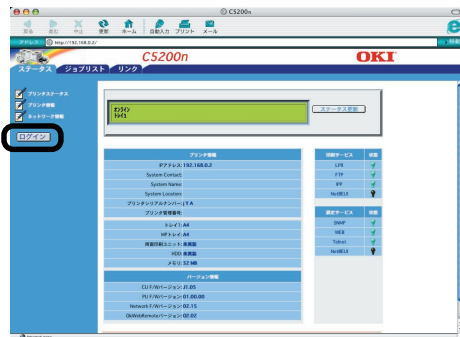 C5200n
戻る 進む 中止 更新 ホーム 自動入力 プリント メール
アドレス http://192.168.0.2/
C5200n OKI
ステータス ジョブリスト リンク
プリンタステータス
プリンタ情報
ネットワーク情報
ログイン
オンライン
トレイ1
ステータス更新
プリンタ情報
IPアドレス: 192.168.0.2
System Contact:
System Name:
System Location:
プリンタシリアルナンバー: JTA
プリンタ管理番号:
トレイ1: A4
MPトレイ: A4
両面印刷ユニット: 未実装
HDD: 未実装
メモリ: 32 MB
バージョン情報
CU F/Wバージョン: J1.05
PU F/Wバージョン: 01.00.00
Network F/Wバージョン: 02.15
OkiWebRemoteバージョン: 02.02
印刷サービス 状態
LPR
FTP
IPP
NetBEUI
設定サービス 状態
SNMP
WEB
Telnet
NetBEUI